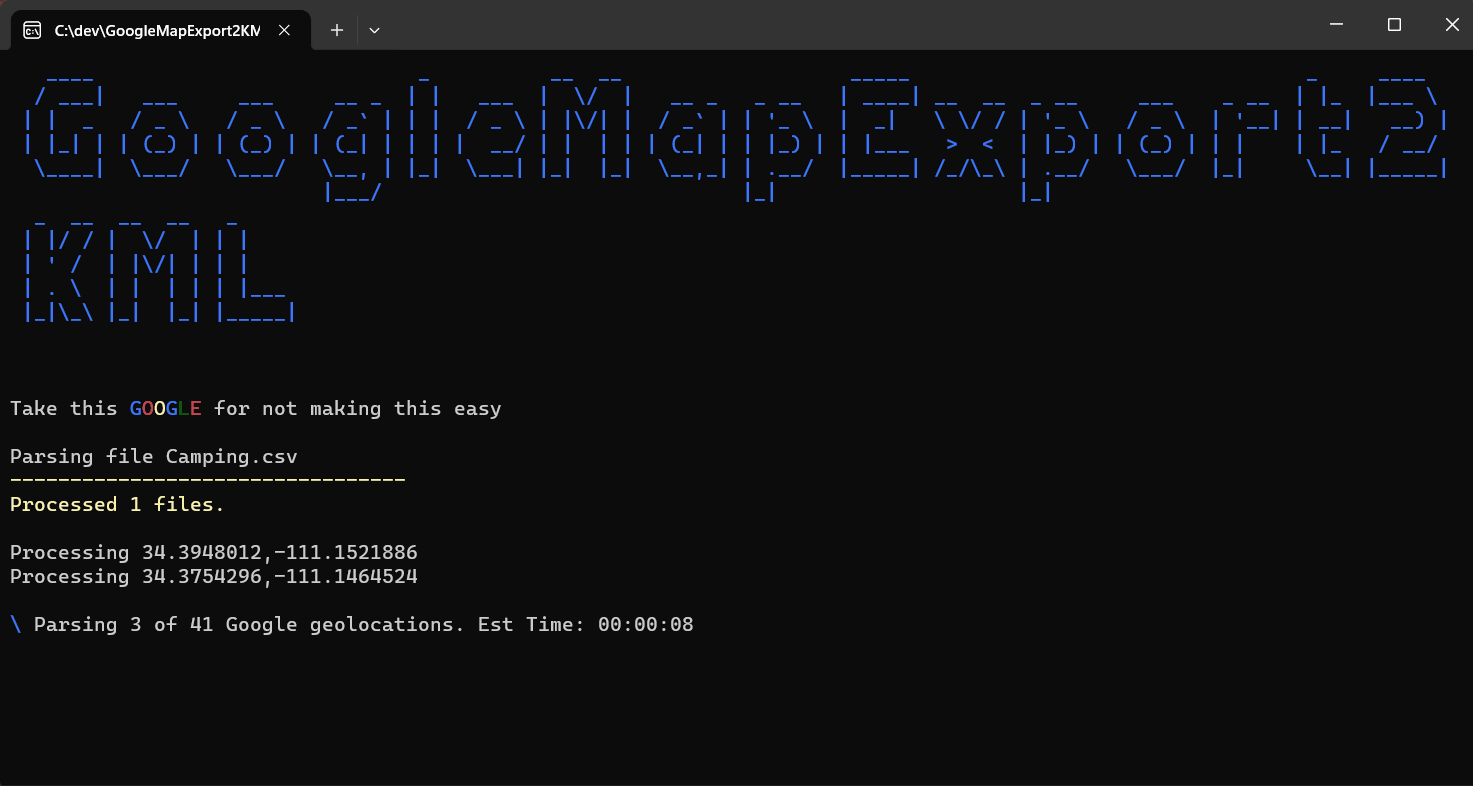 C:\dev\GoogleMapExport2KM
GoogleMapExport2
KML
Take this GOOGLE for not making this easy
Parsing file Camping.csv
---------------------------------
Processed 1 files.
Processing 34.3948012,-111.1521886
Processing 34.3754296,-111.1464524
\ Parsing 3 of 41 Google geolocations. Est Time: 00:00:08